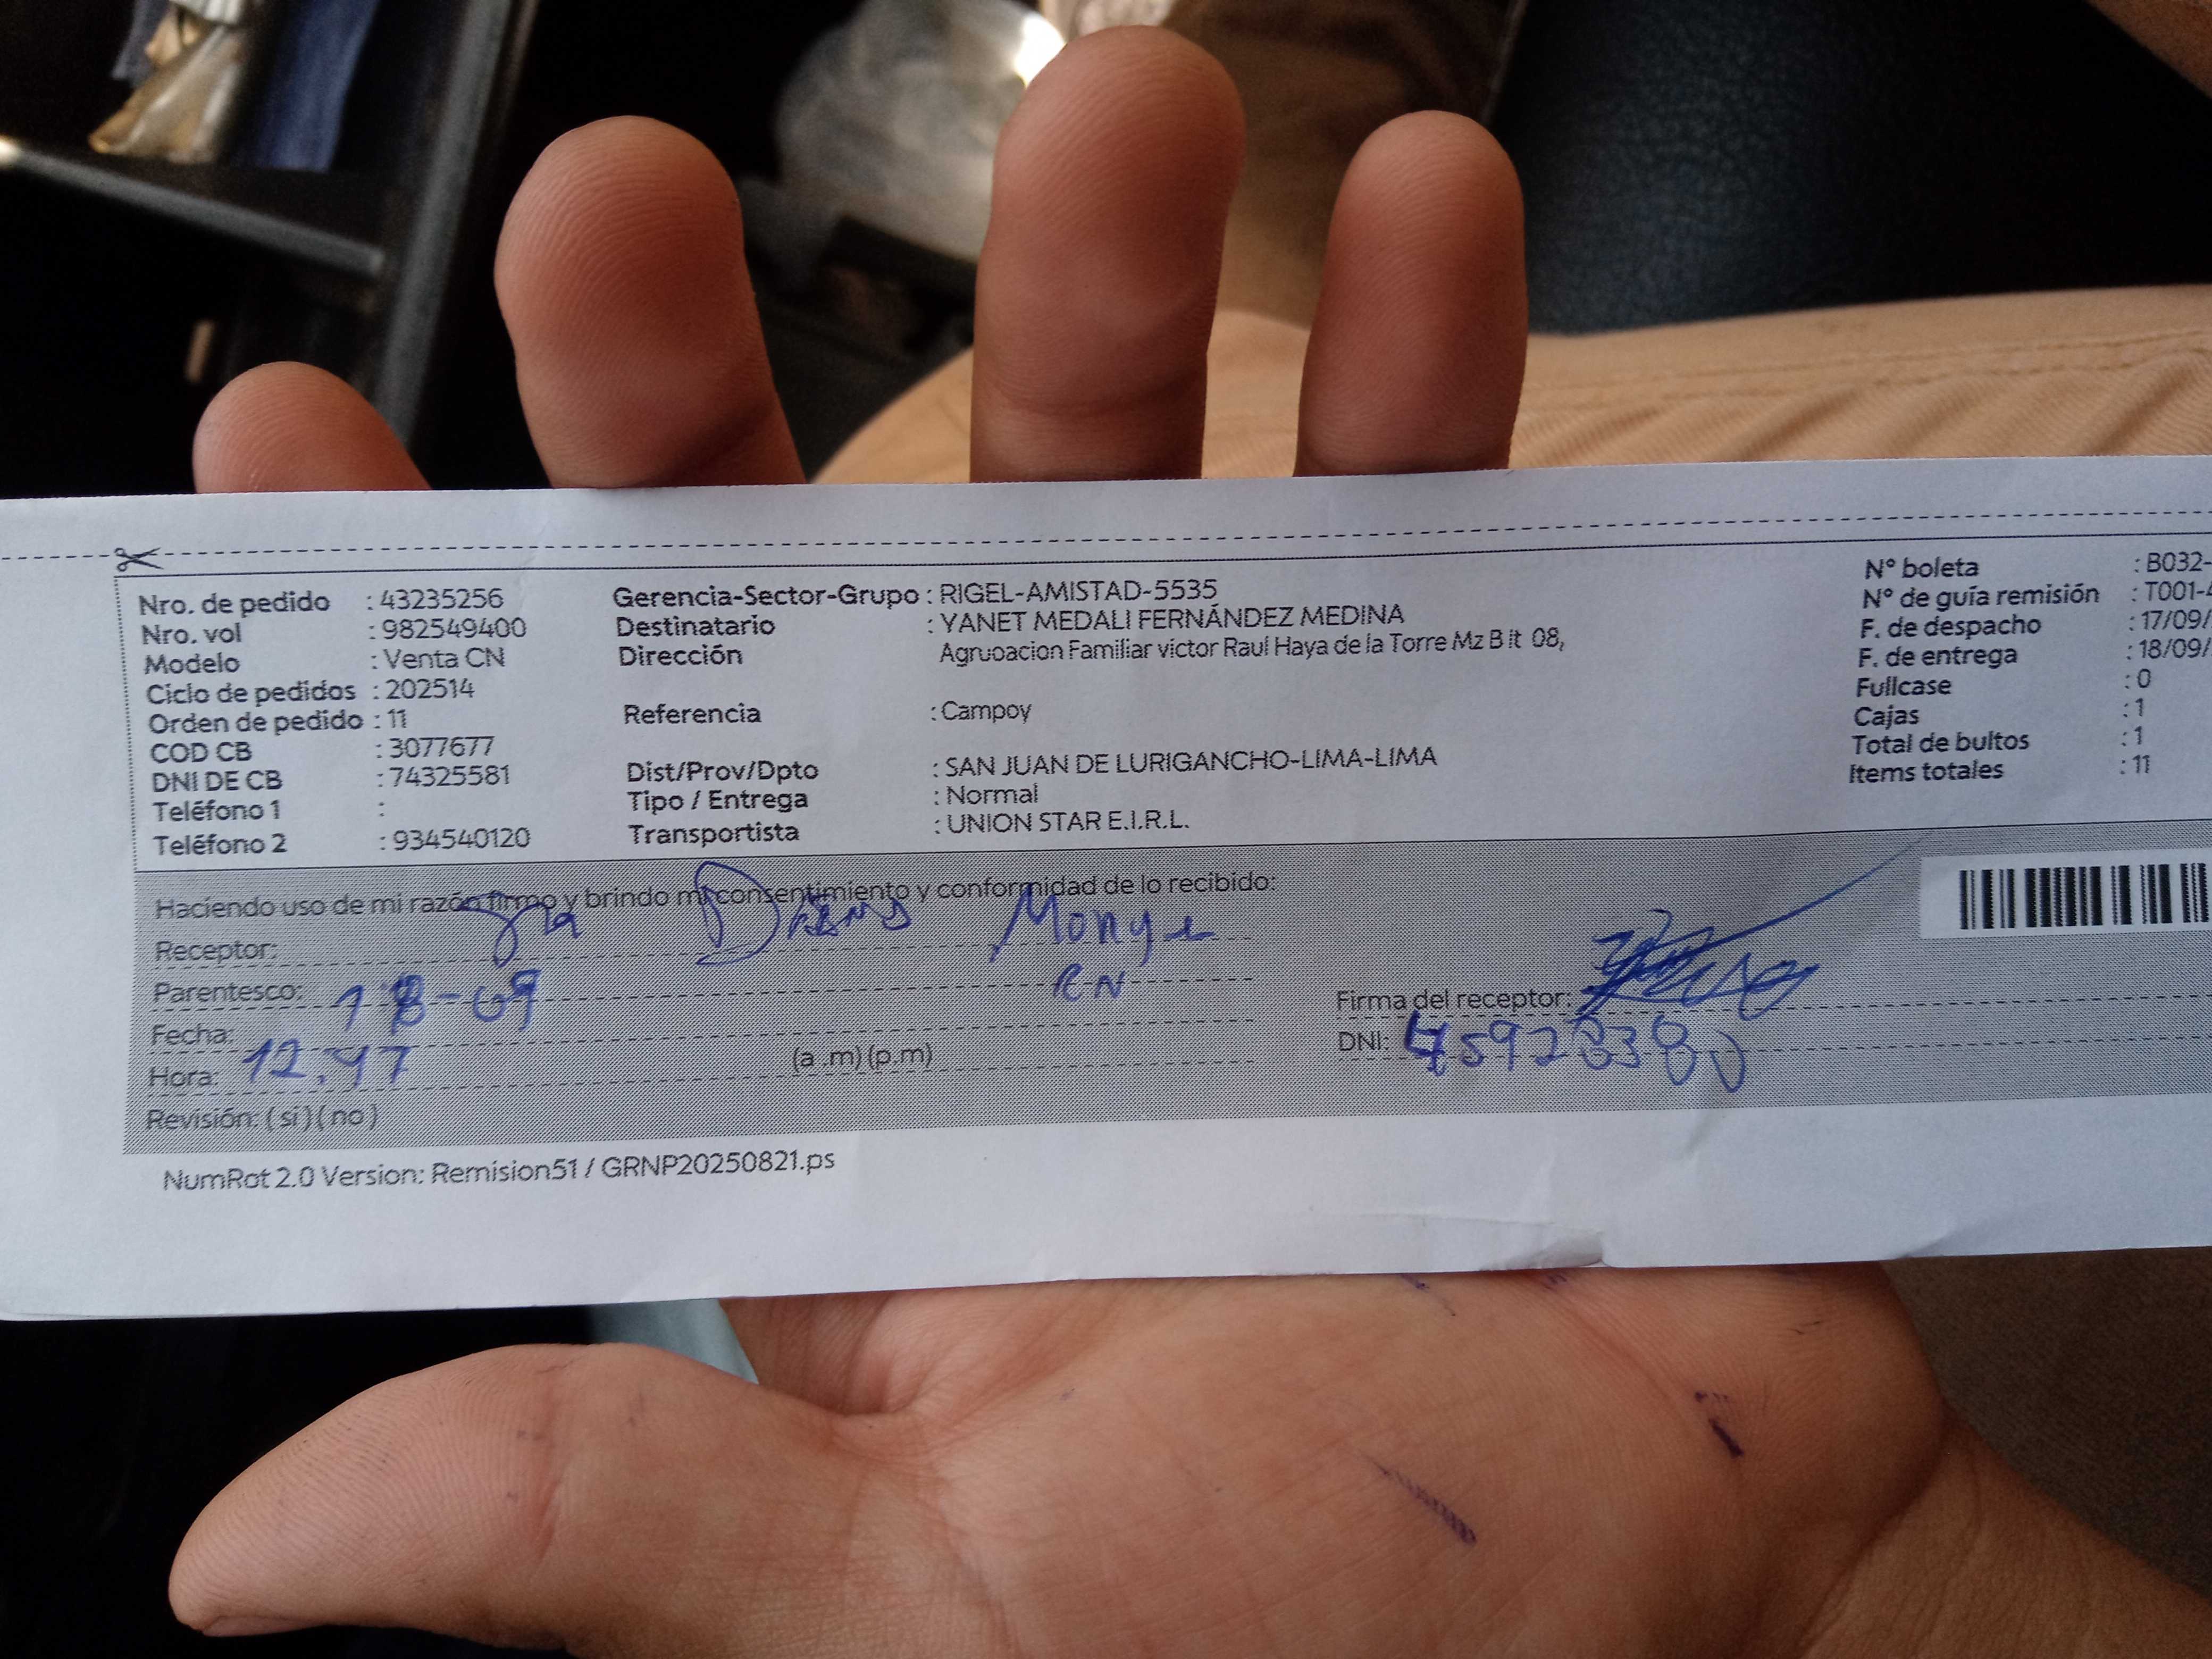 Nro. de pedido : 43235256
Nro. vol : 982549400
Modelo : Venta CN
Ciclo de pedidos : 202514
Orden de pedido : 11
COD CB : 3077677
DNI DE CB : 74325581
Teléfono 1 :
Teléfono 2 : 934540120
Gerencia-Sector-Grupo : RIGEL-AMISTAD-5535
Destinatario : YANET MEDALI FERNÁNDEZ MEDINA
Dirección Agruoacion Familiar victor Raul Haya de la Torre Mz B lt 08,
Referencia : Campoy
Dist/Prov/Dpto : SAN JUAN DE LURIGANCHO-LIMA-LIMA
Tipo / Entrega : Normal
Transportista : UNION STAR E.I.R.L.
N° boleta : B032-
N° de guía remisión : T001-4
F. de despacho : 17/09/
F. de entrega : 18/09/
Fullcase : 0
Cajas : 1
Total de bultos : 1
Items totales : 11
Haciendo uso de mi razón firmo y brindo mi consentimiento y conformidad de lo recibido:
Receptor: Monge
Parentesco:
Fecha: 18-09
Hora: 12.47 (a .m) (p.m)
Revisión: ( si ) ( no )
Firma del receptor:
DNI:
NumRot 2.0 Version: Remision51 / GRNP20250821.ps